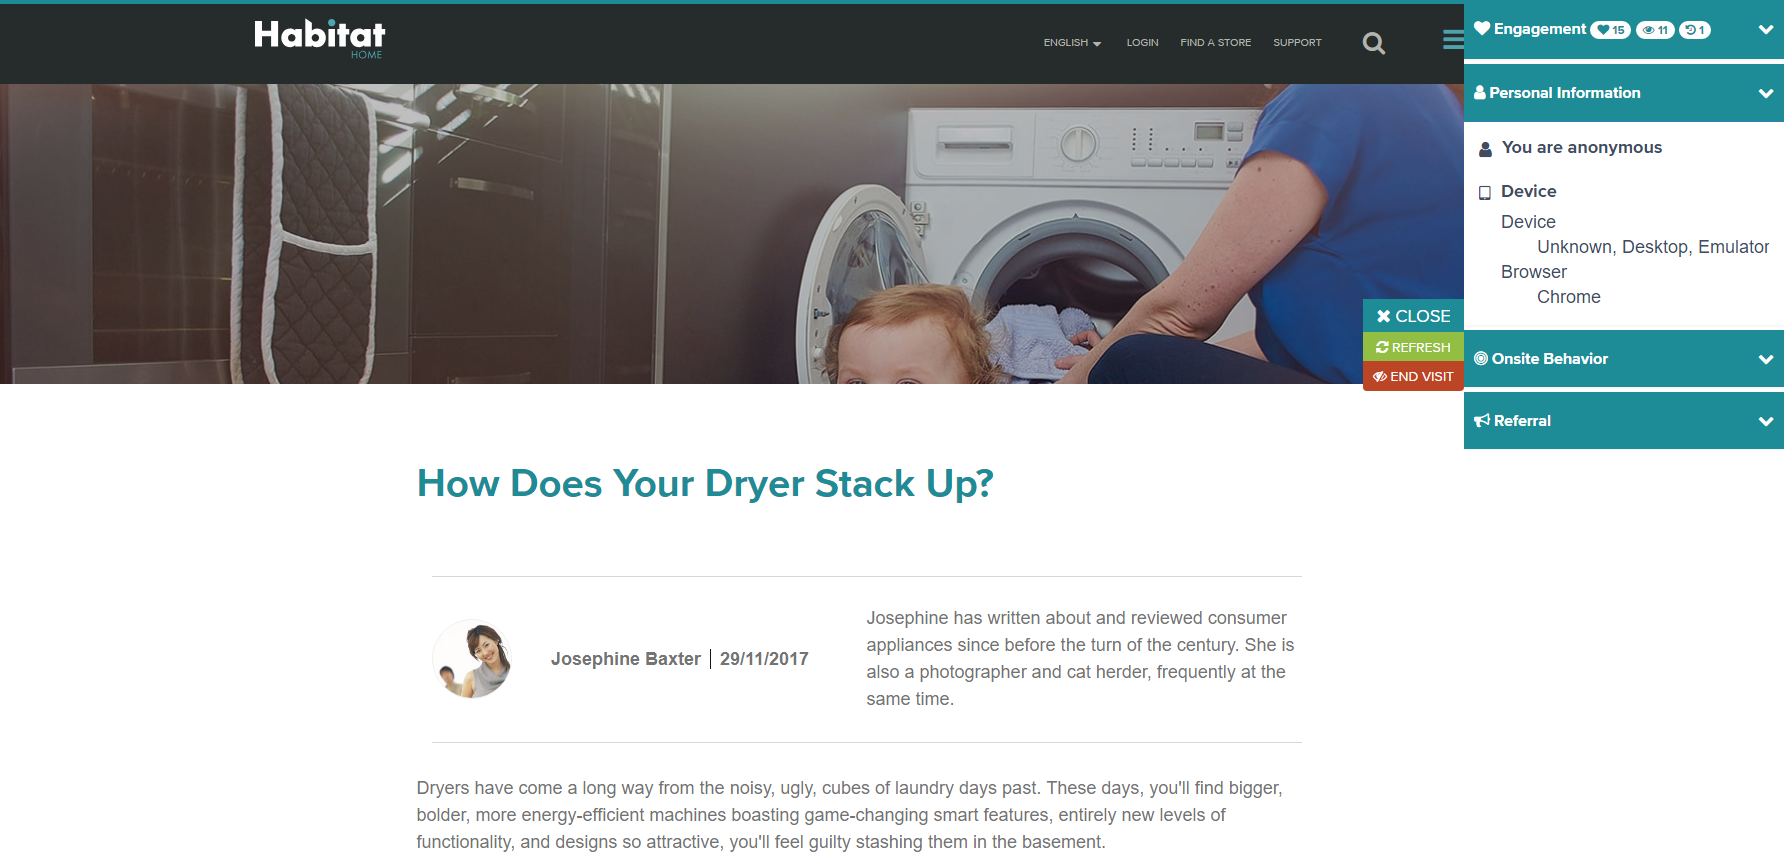 Habitat
HOME
ENGLISH
LOGIN
FIND A STORE
SUPPORT
Engagement 15 11 1
Personal Information
You are anonymous
Device
Device
Unknown, Desktop, Emulator
Browser
Chrome
CLOSE
REFRESH
END VISIT
Onsite Behavior
Referral
How Does Your Dryer Stack Up?
Josephine Baxter | 29/11/2017
Josephine has written about and reviewed consumer
appliances since before the turn of the century. She is
also a photographer and cat herder, frequently at the
same time.
Dryers have come a long way from the noisy, ugly, cubes of laundry days past. These days, you'll find bigger,
bolder, more energy-efficient machines boasting game-changing smart features, entirely new levels of
functionality, and designs so attractive, you'll feel guilty stashing them in the basement.